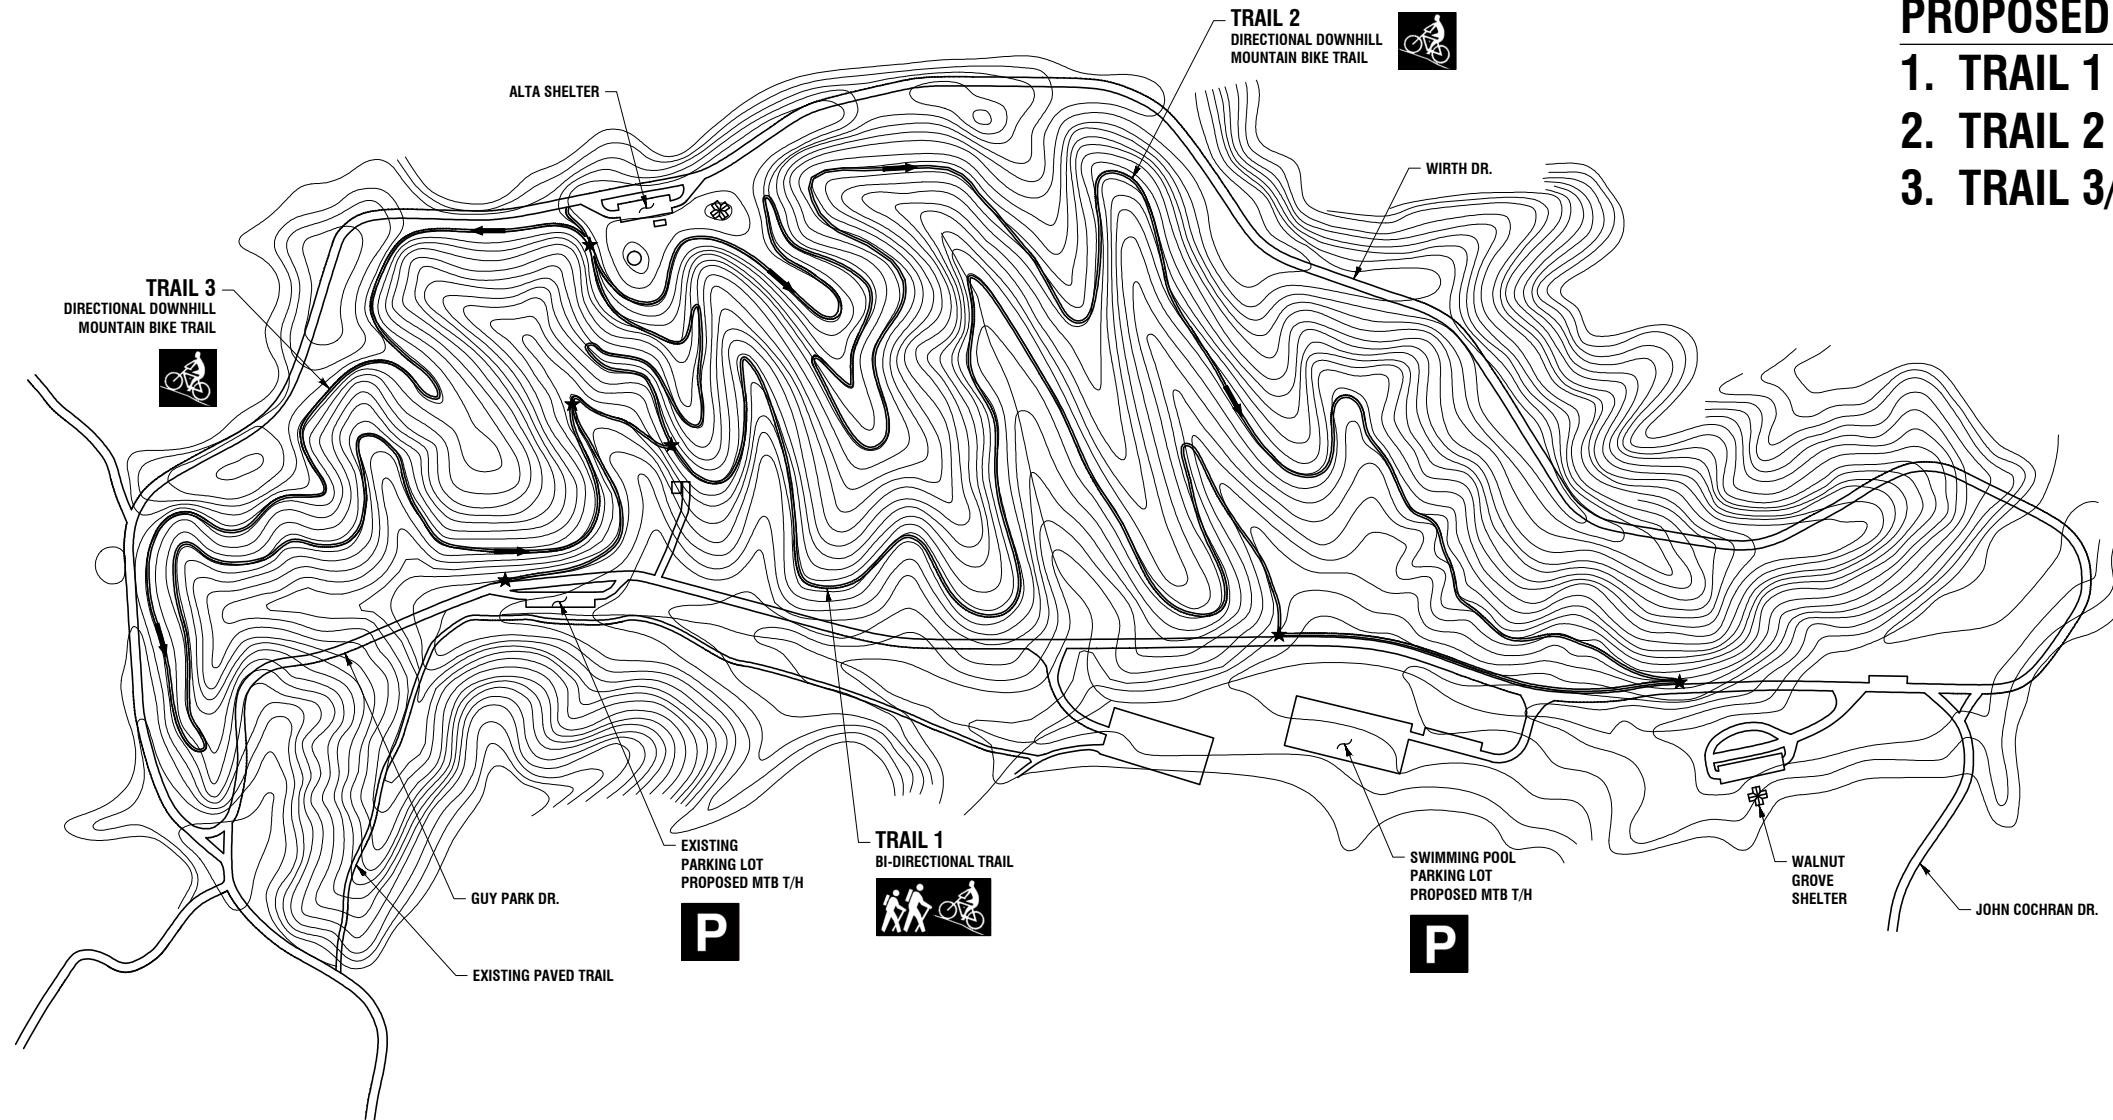 TRAIL 2
DIRECTIONAL DOWNHILL
MOUNTAIN BIKE TRAIL
PROPOSED
1. TRAIL 1
2. TRAIL 2
3. TRAIL 3/
ALTA SHELTER
WIRTH DR.
TRAIL 3
DIRECTIONAL DOWNHILL
MOUNTAIN BIKE TRAIL
EXISTING
PARKING LOT
PROPOSED MTB T/H
P
TRAIL 1
BI-DIRECTIONAL TRAIL
SWIMMING POOL
PARKING LOT
PROPOSED MTB T/H
P
WALNUT
GROVE
SHELTER
GUY PARK DR.
JOHN COCHRAN DR.
EXISTING PAVED TRAIL